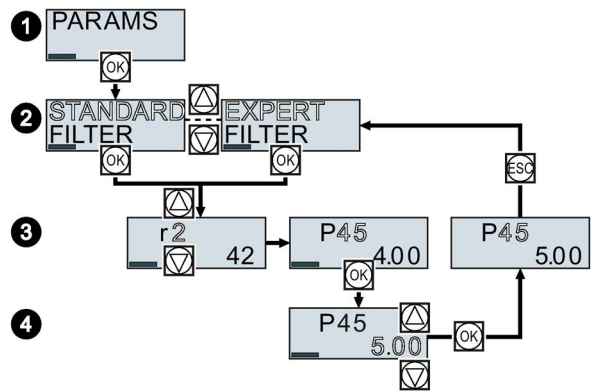 1
PARAMS
OK
2
STANDARD
FILTER
EXPERT
FILTER
OK
OK
ESC
3
r2
42
P45
4.00
P45
5.00
OK
4
P45
5.00
OK